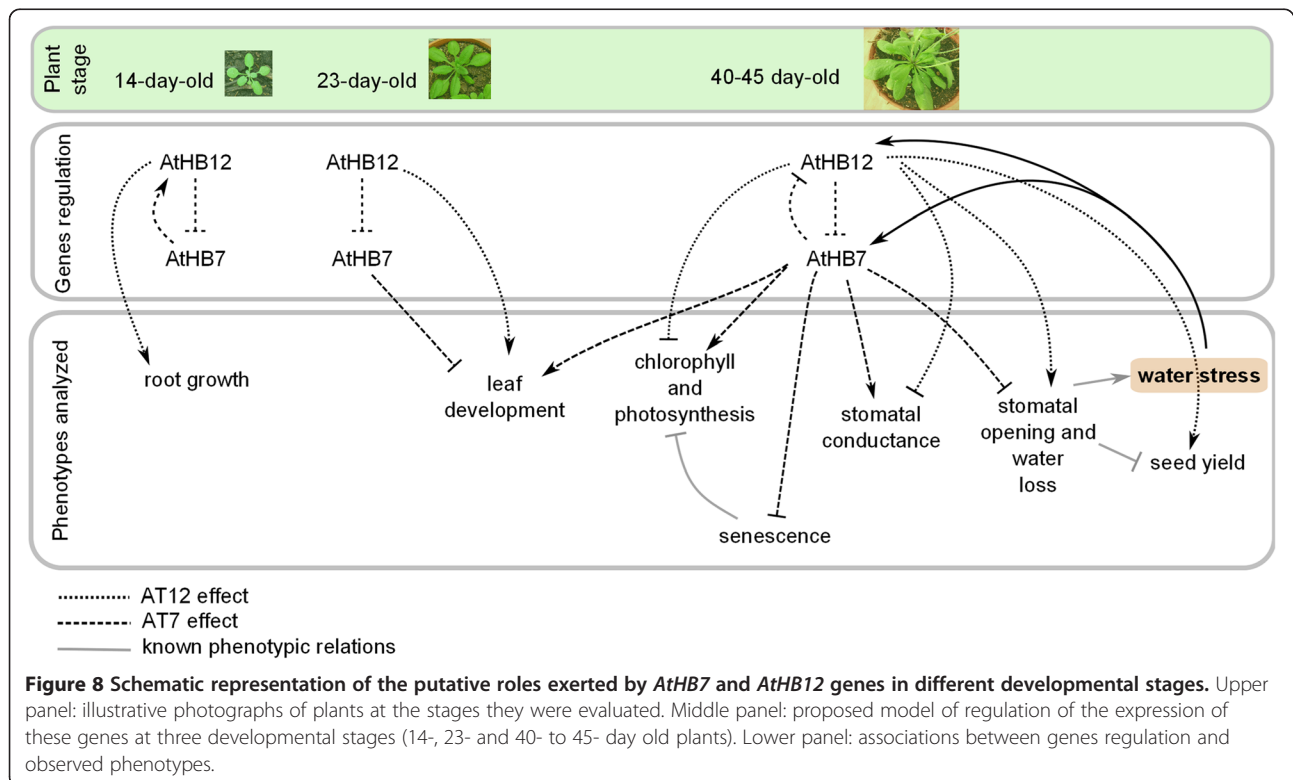 Plant
stage
14-day-old
23-day-old
40-45 day-old
Genes regulation
AtHB12
AtHB7
AtHB12
AtHB7
AtHB12
AtHB7
Phenotypes analyzed
root growth
leaf
development
chlorophyll
and
photosynthesis
senescence
stomatal
conductance
stomatal
opening and
water
loss
water stress
seed yield
AT12 effect
AT7 effect
known phenotypic relations
Figure 8 Schematic representation of the putative roles exerted by AtHB7 and AtHB12 genes in different developmental stages. Upper
panel: illustrative photographs of plants at the stages they were evaluated. Middle panel: proposed model of regulation of the expression of
these genes at three developmental stages (14-, 23- and 40- to 45- day old plants). Lower panel: associations between genes regulation and
observed phenotypes.